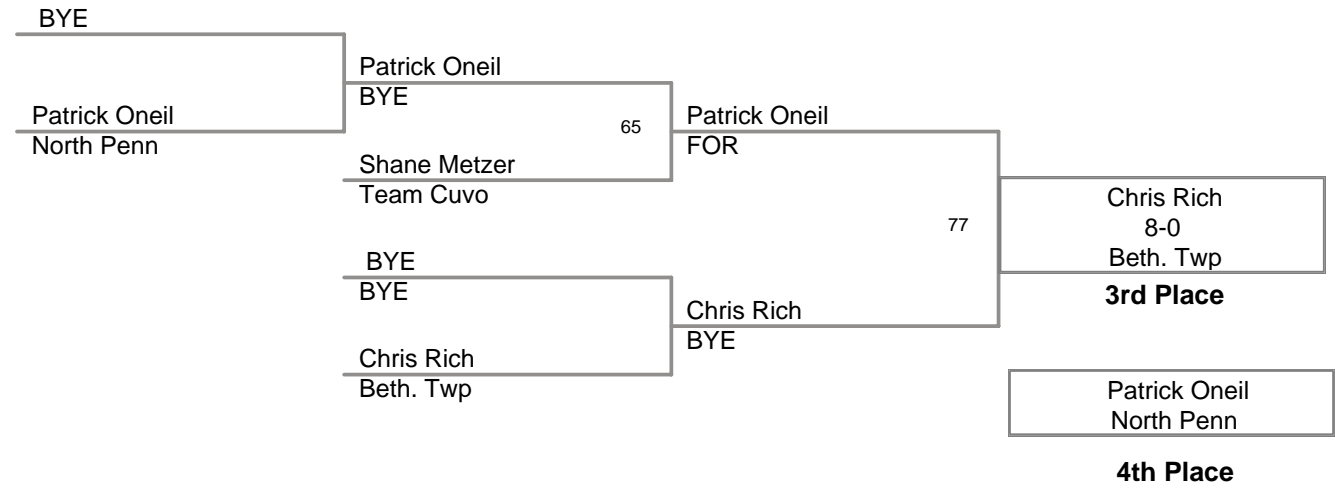 BYE
Patrick Oneil
BYE
Patrick Oneil
North Penn
65
Patrick Oneil
FOR
Shane Metzer
Team Cuvo
Chris Rich
8-0
Beth. Twp
3rd Place
77
BYE
BYE
Chris Rich
BYE
Chris Rich
Beth. Twp
Patrick Oneil
North Penn
4th Place